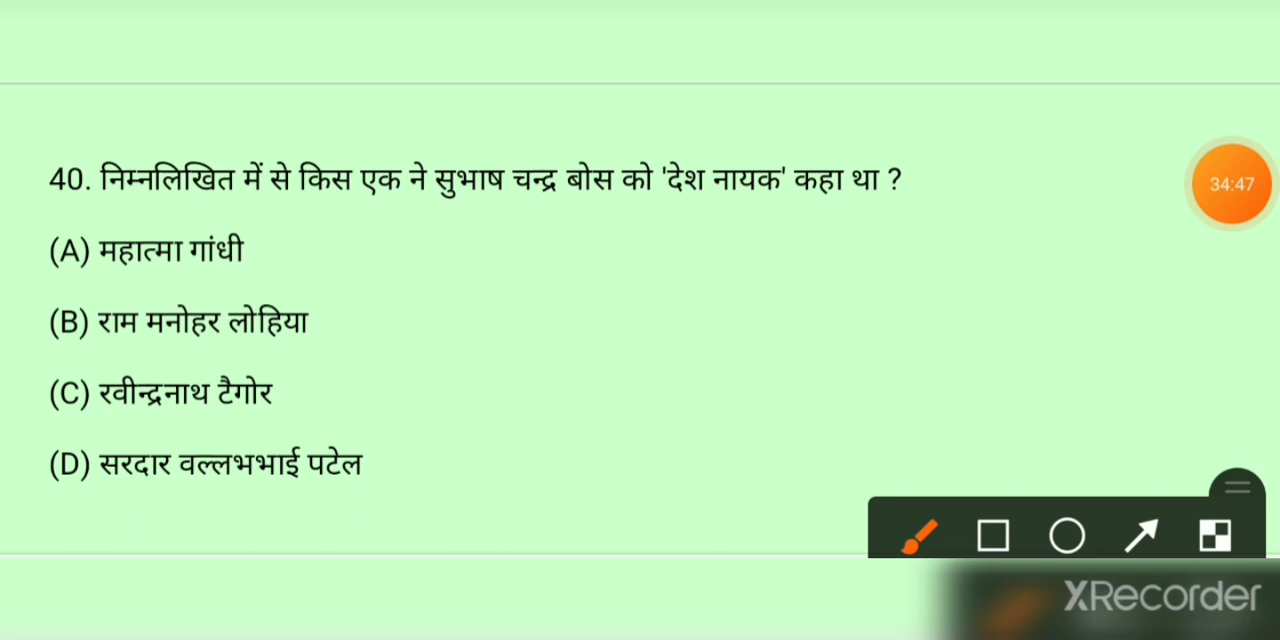 40. निम्नलिखित में से किस एक ने सुभाष चन्द्र बोस को 'देश नायक' कहा था ?
34:47
(A) महात्मा गांधी
(B) राम मनोहर लोहिया
(C) रवीन्द्रनाथ टैगोर
(D) सरदार वल्लभभाई पटेल
XRecorder